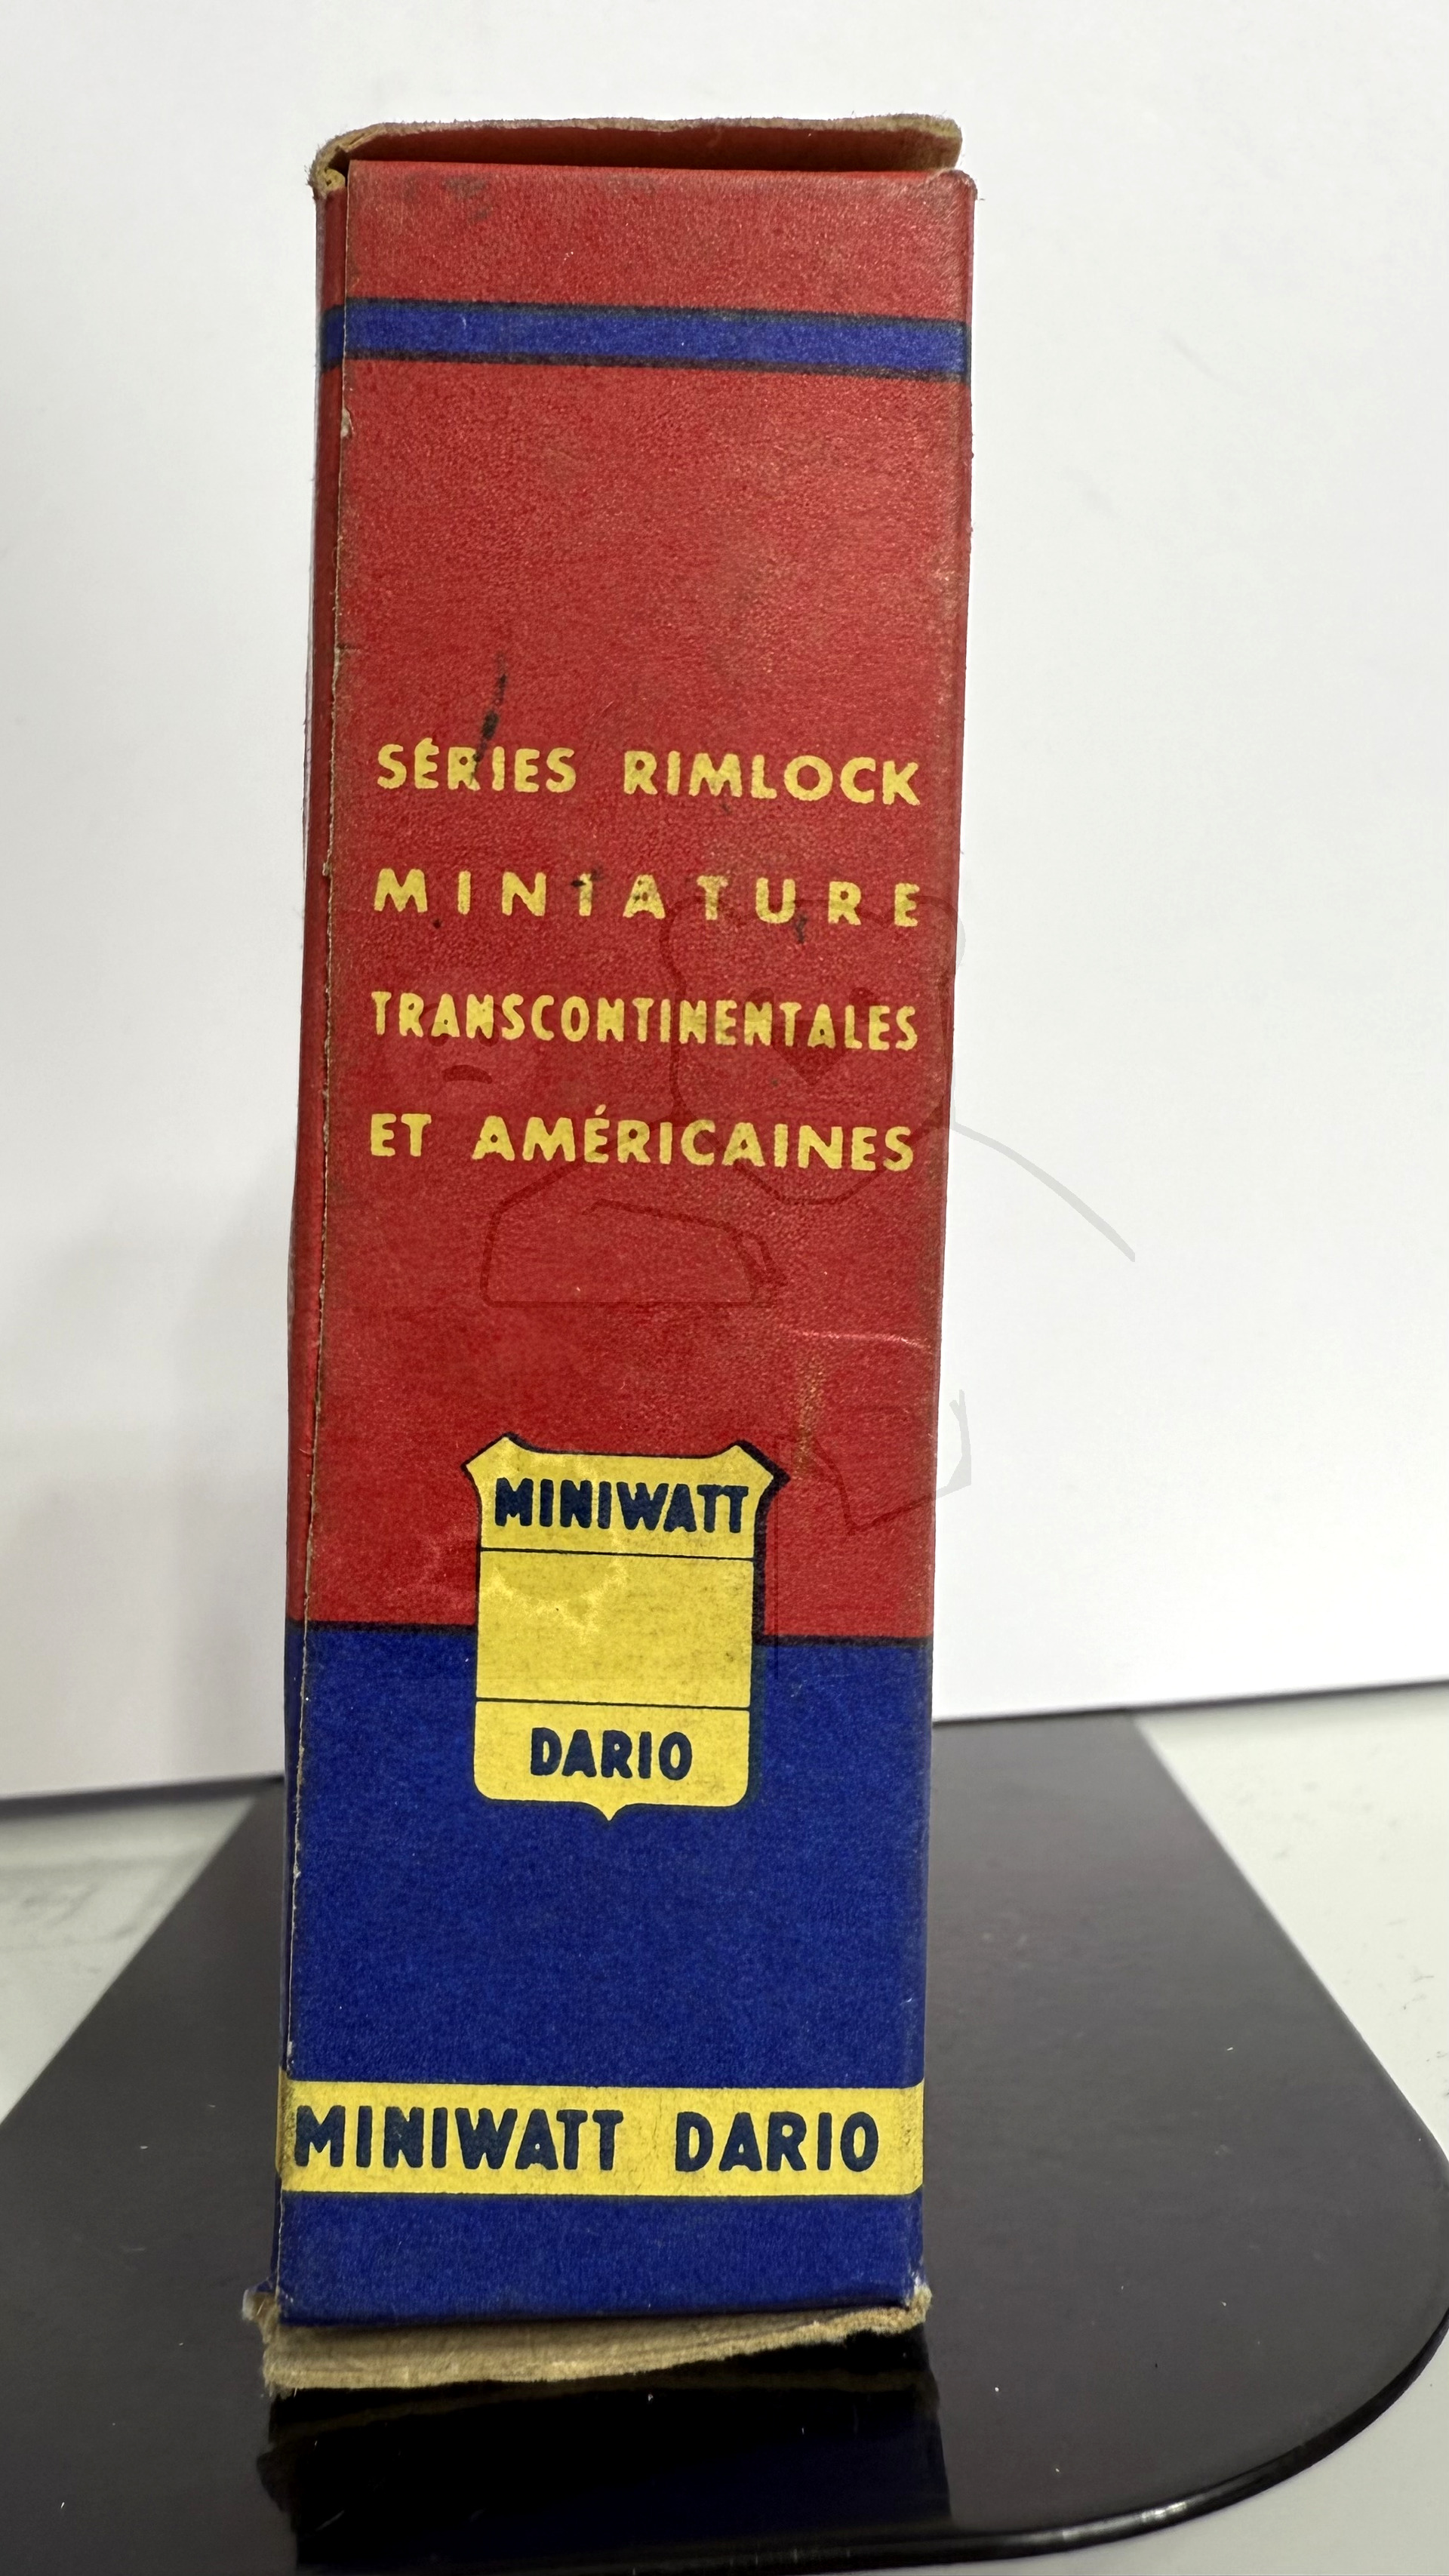 SÉRIES RIMLOCK
MINIATURE
TRANSCONTINENTALES
ET AMÉRICAINES
MINIWATT
DARIO
MINIWATT DARIO